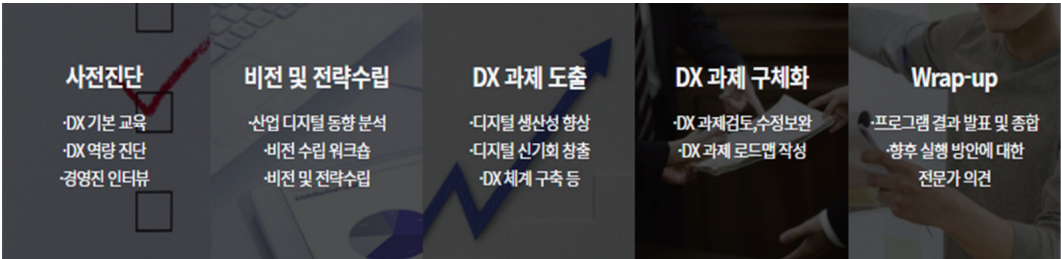 사전진단
·DX 기본 교육
·DX 역량 진단
·경영진 인터뷰
비전 및 전략수립
·산업 디지털 동향 분석
·비전 수립 워크숍
·비전 및 전략수립
DX 과제 도출
·디지털 생산성 향상
·디지털 신기회 창출
·DX 체계 구축 등
DX 과제 구체화
·DX 과제검토,수정보완
·DX 과제 로드맵 작성
Wrap-up
·프로그램 결과 발표 및 종합
·향후 실행 방안에 대한
전문가 의견